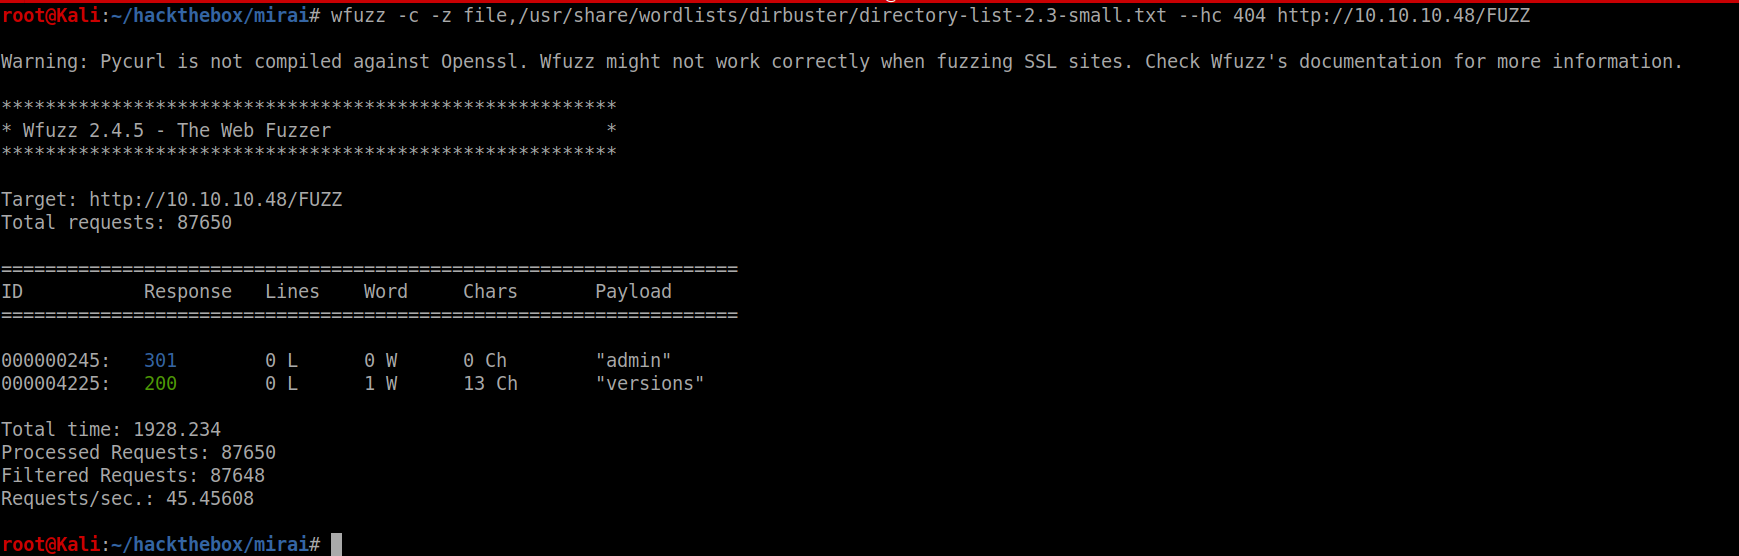 root@Kali:~/hackthebox/mirai# wfuzz -c -z file,/usr/share/wordlists/dirbuster/directory-list-2.3-small.txt --hc 404 http://10.10.10.48/FUZZ
Warning: Pycurl is not compiled against Openssl. Wfuzz might not work correctly when fuzzing SSL sites. Check Wfuzz's documentation for more information.
********************************************************
* Wfuzz 2.4.5 - The Web Fuzzer                         *
********************************************************
Target: http://10.10.10.48/FUZZ
Total requests: 87650
===================================================================
ID           Response   Lines    Word     Chars       Payload
===================================================================
000000245:   301        0 L      0 W      0 Ch        "admin"
000004225:   200        0 L      1 W      13 Ch       "versions"
Total time: 1928.234
Processed Requests: 87650
Filtered Requests: 87648
Requests/sec.: 45.45608
root@Kali:~/hackthebox/mirai#